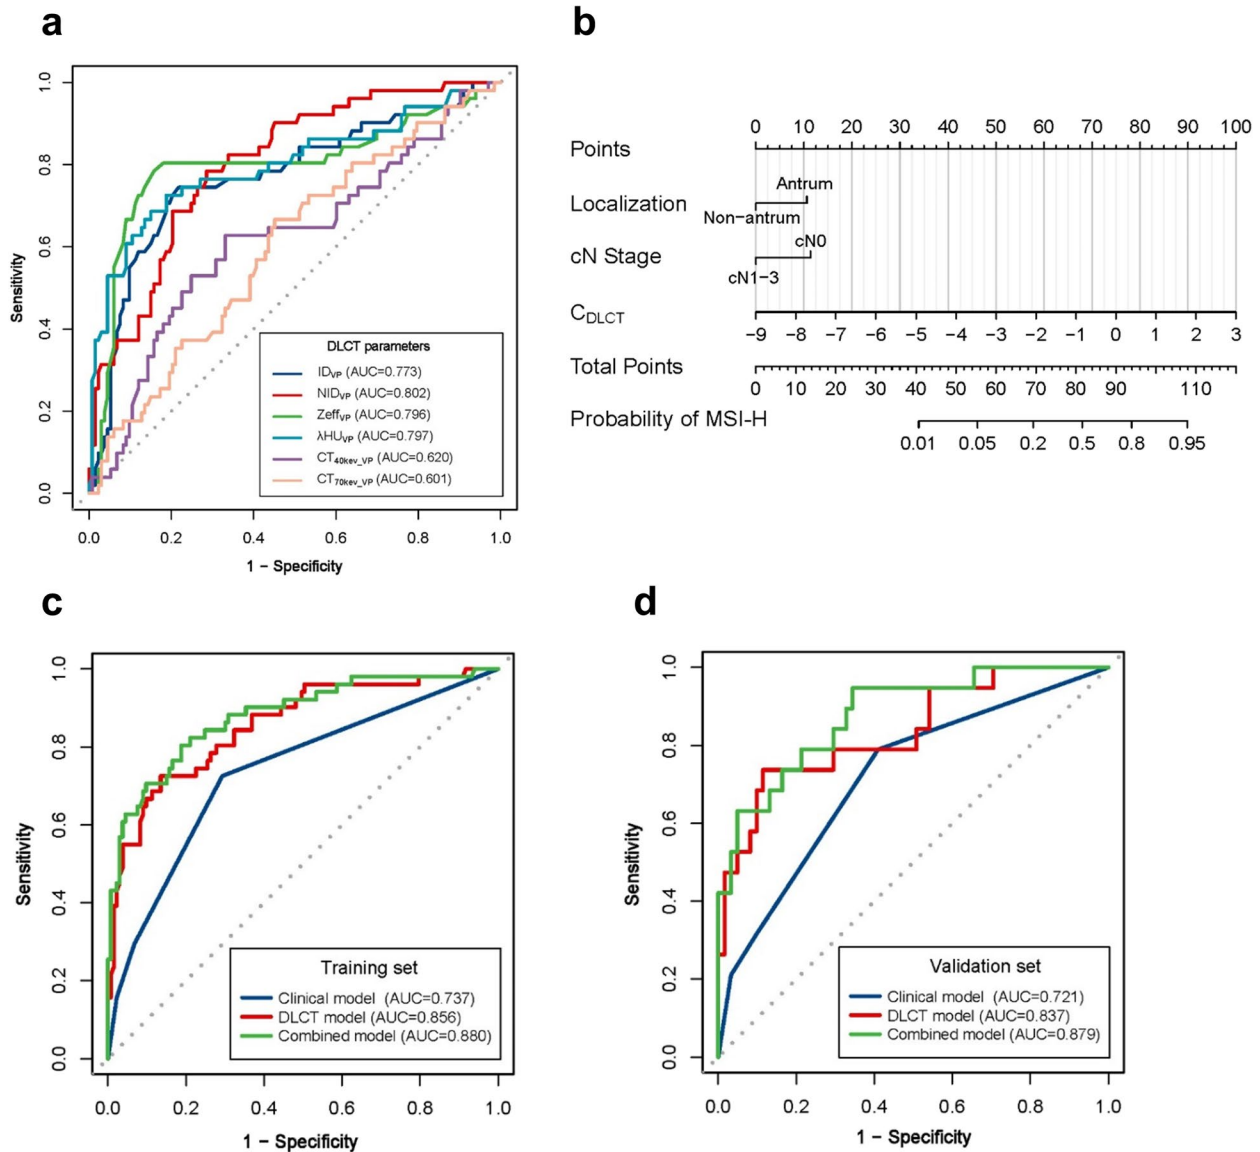 a
1.0
0.8
0.6
0.4
0.2
0.0
Sensitivity
DLCT parameters
IDVP (AUC=0.773)
NIDVP (AUC=0.802)
ZeffVP (AUC=0.796)
λHUVP (AUC=0.797)
CT40kev_VP (AUC=0.620)
CT70kev_VP (AUC=0.601)
0.0 0.2 0.4 0.6 0.8 1.0
1 − Specificity
b
0 10 20 30 40 50 60 70 80 90 100
Points
Antrum
Localization
Non−antrum
cN0
cN Stage
cN1−3
CDLCT
−9 −8 −7 −6 −5 −4 −3 −2 −1 0 1 2 3
Total Points
0 10 20 30 40 50 60 70 80 90 110
Probability of MSI-H
0.01 0.05 0.2 0.5 0.8 0.95
c
1.0
0.8
0.6
0.4
0.2
0.0
Sensitivity
Training set
Clinical model (AUC=0.737)
DLCT model (AUC=0.856)
Combined model (AUC=0.880)
0.0 0.2 0.4 0.6 0.8 1.0
1 − Specificity
d
1.0
0.8
0.6
0.4
0.2
0.0
Sensitivity
Validation set
Clinical model (AUC=0.721)
DLCT model (AUC=0.837)
Combined model (AUC=0.879)
0.0 0.2 0.4 0.6 0.8 1.0
1 − Specificity